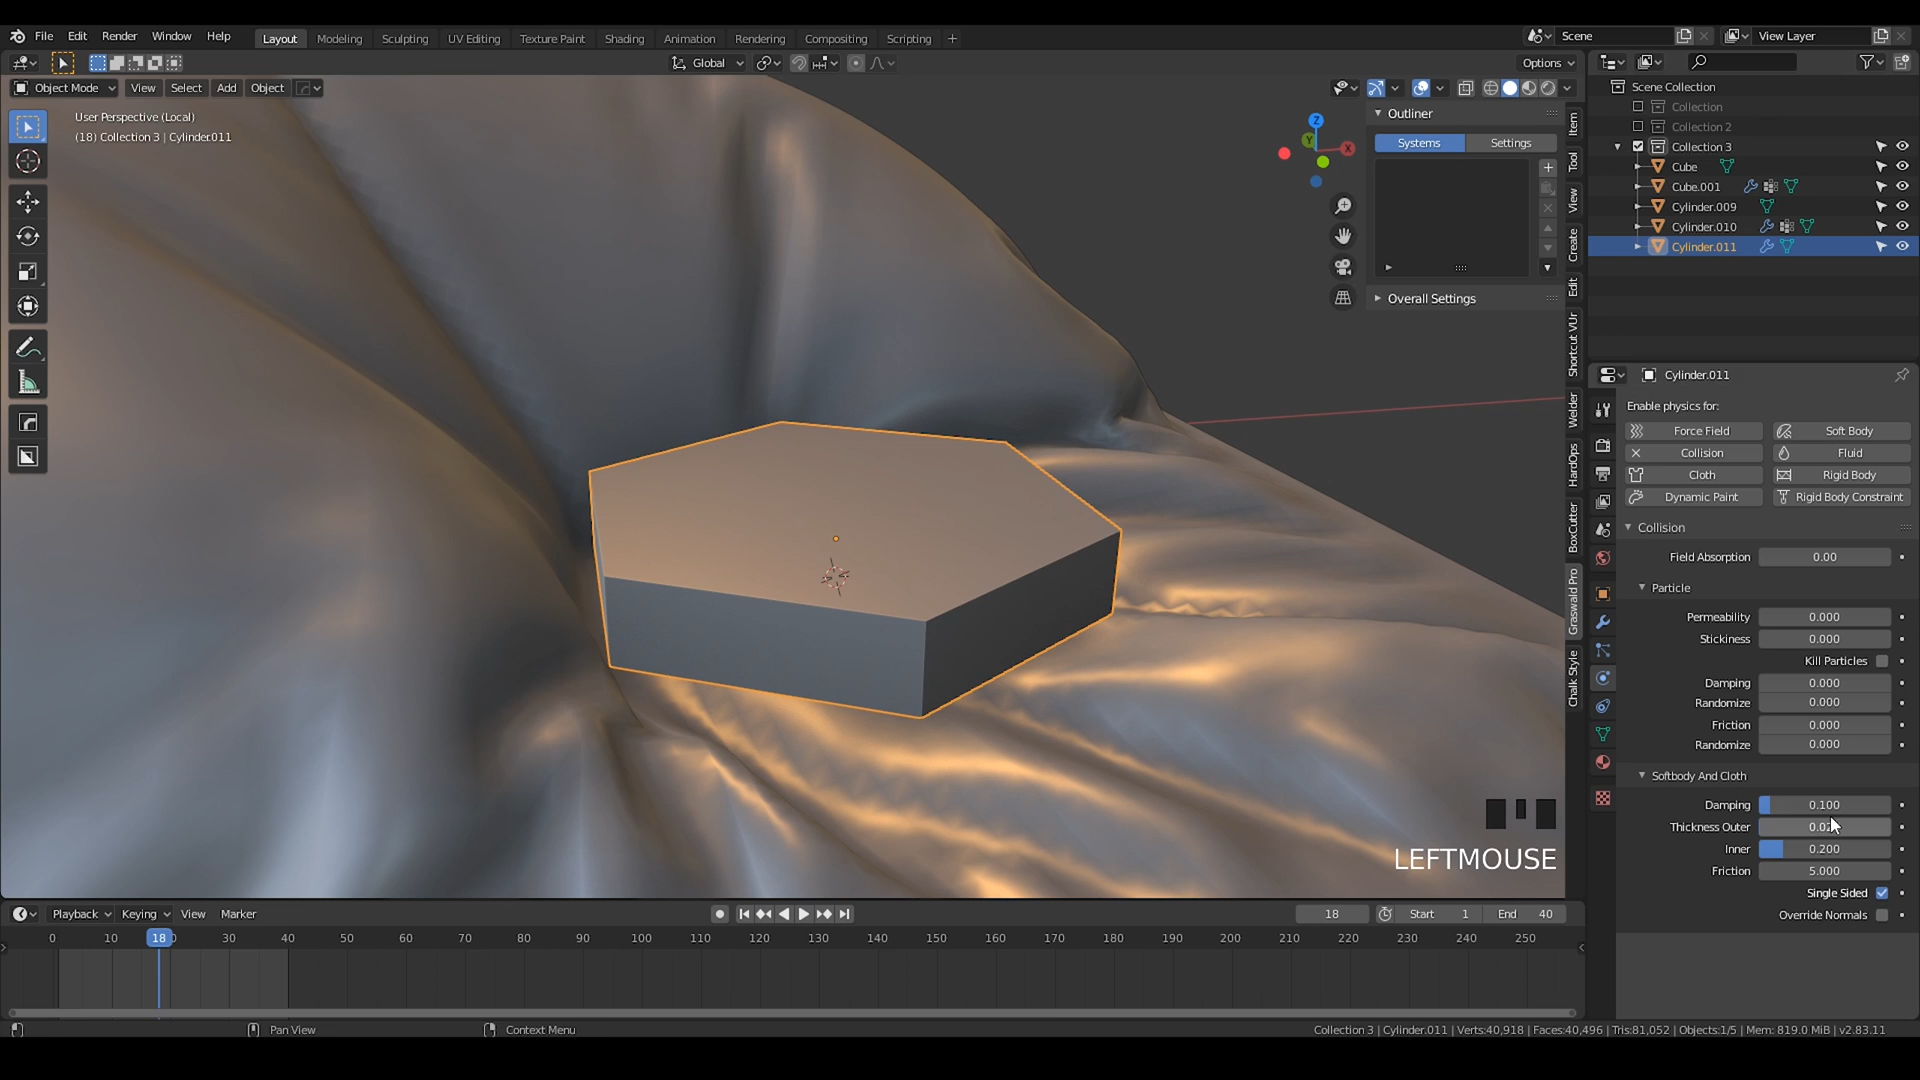 File Edit Render Window Help Layout Modeling Sculpting UV Editing Texture Paint Shading Animation Rendering Compositing Scripting +
Scene View Layer
Global Options
Object Mode View Select Add Object
User Perspective (Local)
(18) Collection 3 | Cylinder.011
Z
Y
X
Outliner
Systems Settings
Overall Settings
Item
Tool
View
Create
Edit
Shortcut VUr
Welder
HardOps
BoxCutter
Graswald Pro
Chalk Style
Scene Collection
Collection
Collection 2
Collection 3
Cube
Cube.001
Cylinder.009
Cylinder.010
Cylinder.011
Cylinder.011
Enable physics for:
Force Field Soft Body
Collision Fluid
Cloth Rigid Body
Dynamic Paint Rigid Body Constraint
Collision
Field Absorption 0.00
Particle
Permeability 0.000
Stickiness 0.000
Kill Particles
Damping 0.000
Randomize 0.000
Friction 0.000
Randomize 0.000
Softbody And Cloth
Damping 0.100
Thickness Outer
Inner 0.200
Friction 5.000
Single Sided
Override Normals
LEFTMOUSE
Playback Keying View Marker 18 Start 1 End 40
0 10 18 30 40 50 60 70 80 90 100 110 120 130 140 150 160 170 180 190 200 210 220 230 240 250
Pan View Context Menu
Collection 3 | Cylinder.011 | Verts:40,918 | Faces:40,496 | Tris:81,052 | Objects:1/5 | Mem: 819.0 MiB | v2.83.11